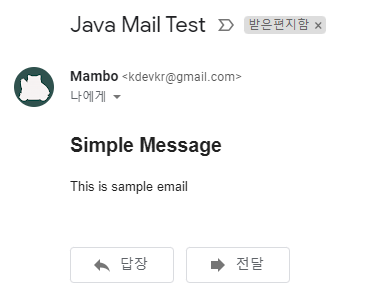 Java Mail Test 받은편지함 ×
Mambo <kdevkr@gmail.com>
나에게
Simple Message
This is sample email
답장 전달